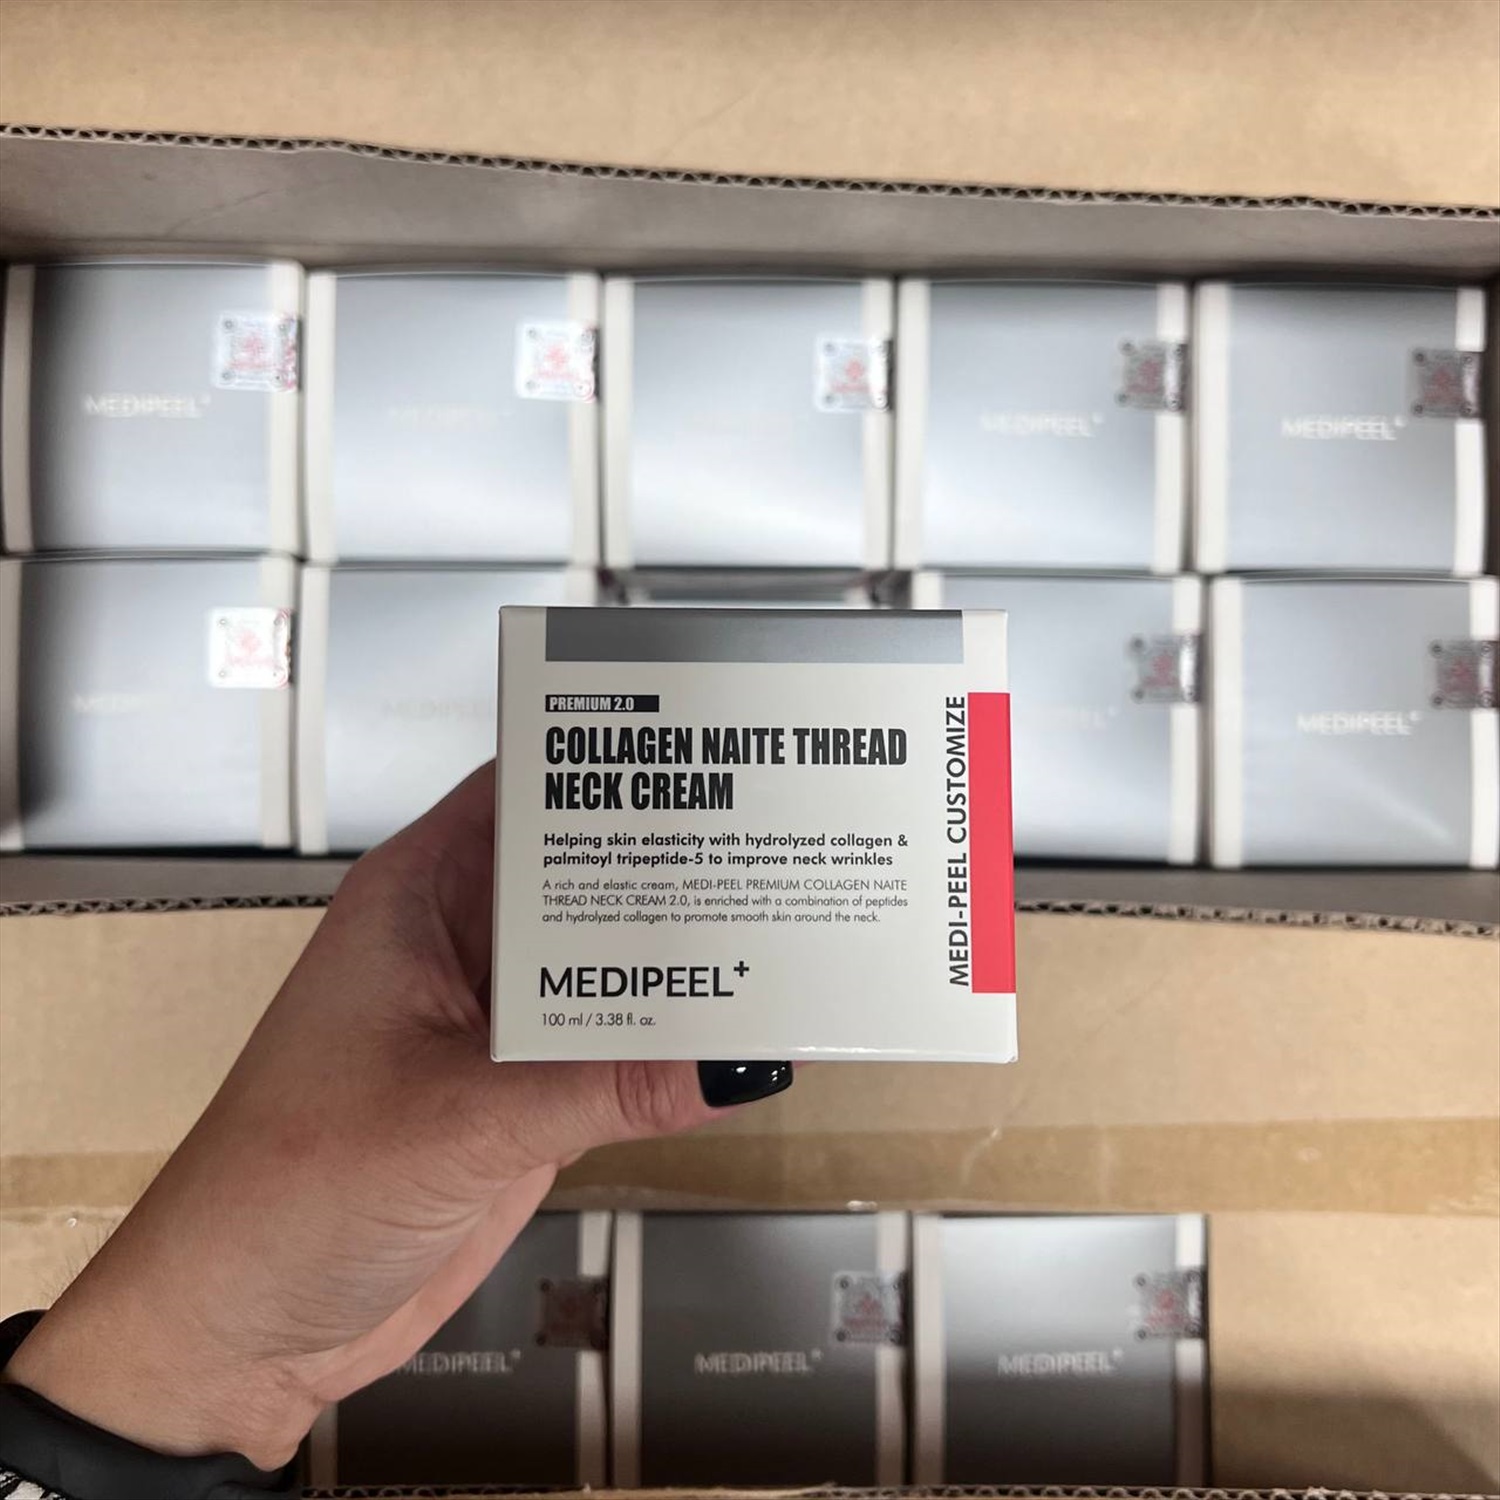 MEDIPEEL+
MEDIPEEL+
MEDIPEEL+
MEDIPEEL+
PREMIUM 2.0
COLLAGEN NAITE THREAD
NECK CREAM
Helping skin elasticity with hydrolyzed collagen &
palmitoyl tripeptide-5 to improve neck wrinkles
A rich and elastic cream, MEDI-PEEL PREMIUM COLLAGEN NAITE
THREAD NECK CREAM 2.0, is enriched with a combination of peptides
and hydrolyzed collagen to promote smooth skin around the neck.
MEDIPEEL+
100 ml / 3.38 fl. oz.
MEDI-PEEL CUSTOMIZE
MEDIPEEL+
MEDIPEEL+
MEDIPEEL+